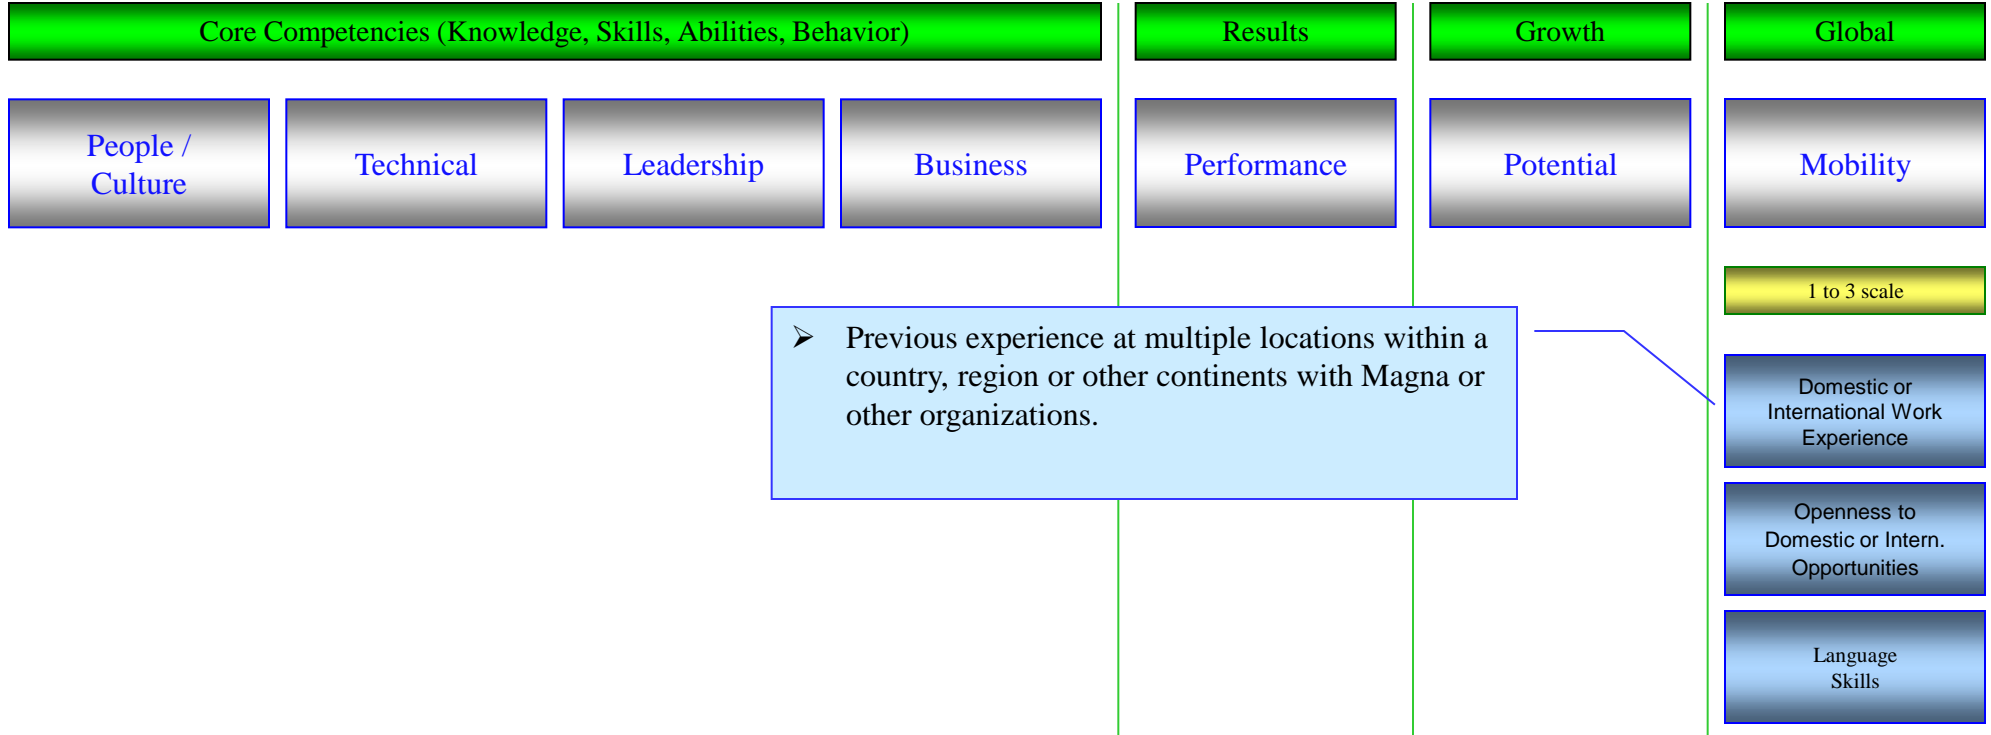 Core Competencies (Knowledge, Skills, Abilities, Behavior)
Results
Growth
Global
People /
Culture
Technical
Leadership
Business
Performance
Potential
Mobility
1 to 3 scale
➢ Previous experience at multiple locations within a
country, region or other continents with Magna or
other organizations.
Domestic or
International Work
Experience
Openness to
Domestic or Intern.
Opportunities
Language
Skills